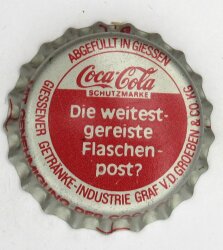 ABGEFÜLLT IN GIESSEN
Coca-Cola
SCHUTZMARKE
Die weitest-
gereiste
Flaschen-
post?
GIESSENER GETRÄNKE-INDUSTRIE GRAF V.D. GROEBEN & CO. KG